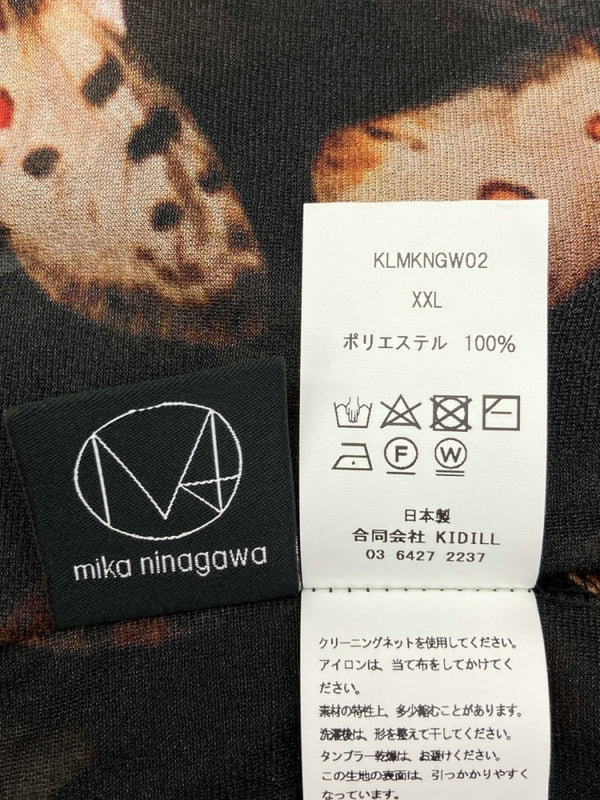 KLMKNGW02
XXL
ポリエステル 100%
F W
日本製
合同会社 KIDILL
03 6427 2237
mika ninagawa
クリーニングネットを使用してください。
アイロンは、当て布をしてかけてく
ださい。
素材の特性上、多少縮むことがあります。
洗濯後は、形を整えて干してください。
タンブラー乾燥は、お避けください。
この生地の表面は、引っかかりやすく
なっています。